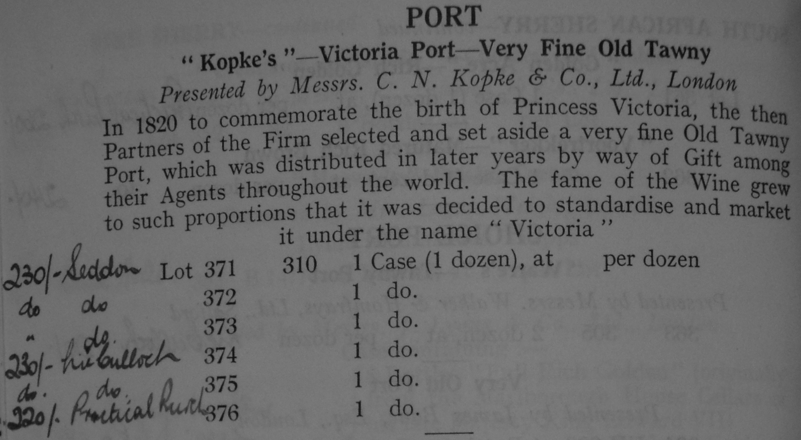 PORT
“ Kopke's ”—Victoria Port—Very Fine Old Tawny
Presented by Messrs. C. N. Kopke & Co., Ltd., London
In 1820 to commemorate the birth of Princess Victoria, the then
Partners of the Firm selected and set aside a very fine Old Tawny
Port, which was distributed in later years by way of Gift among
their Agents throughout the world. The fame of the Wine grew
to such proportions that it was decided to standardise and market
it under the name “ Victoria ”
230/- Seddon Lot 371 310 1 Case (1 dozen), at per dozen
do do 372 1 do.
" do. 373 1 do.
230/- 374 1 do.
do. do. 375 1 do.
220/- Practical 376 1 do.